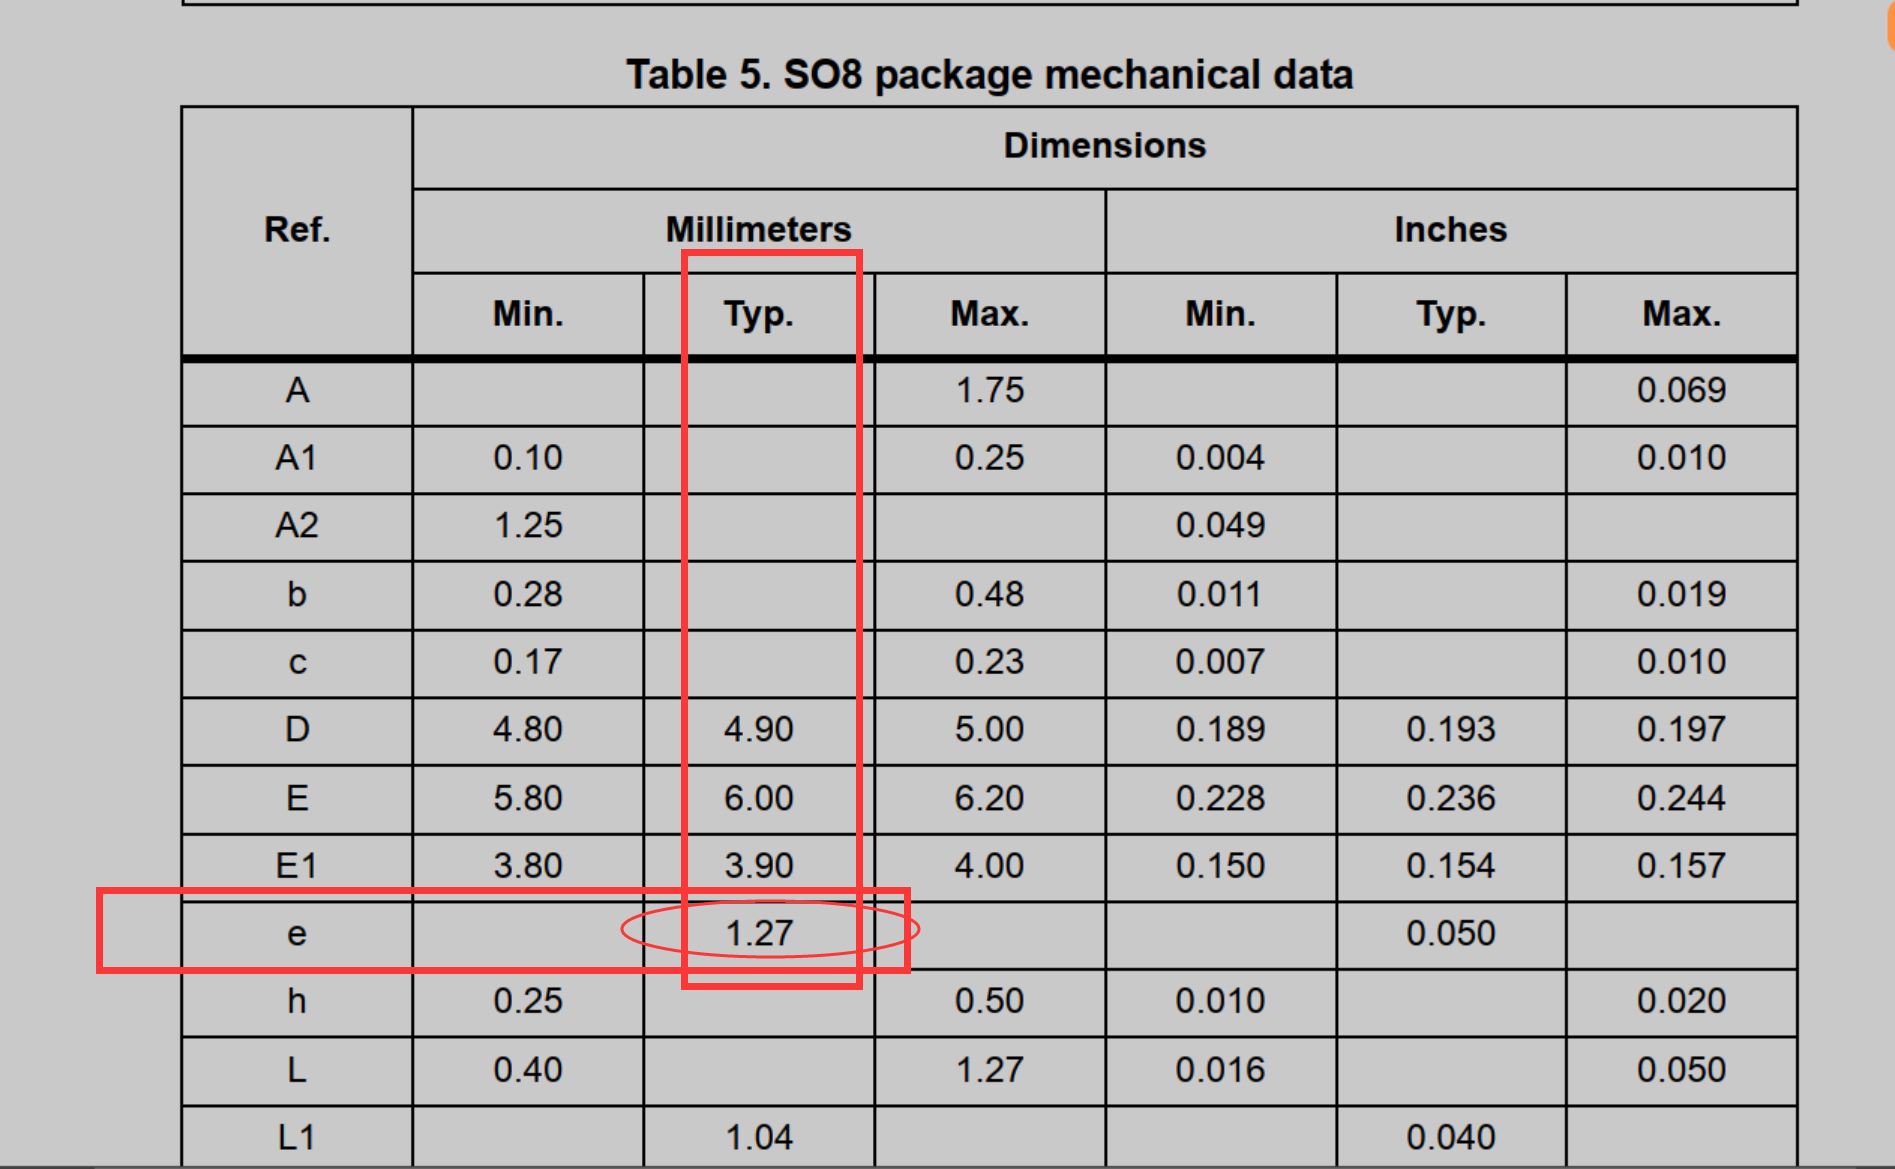 Table 5. SO8 package mechanical data
Ref. Dimensions
Millimeters Inches
Min. Typ. Max. Min. Typ. Max.
A 1.75 0.069
A1 0.10 0.25 0.004 0.010
A2 1.25 0.049
b 0.28 0.48 0.011 0.019
c 0.17 0.23 0.007 0.010
D 4.80 4.90 5.00 0.189 0.193 0.197
E 5.80 6.00 6.20 0.228 0.236 0.244
E1 3.80 3.90 4.00 0.150 0.154 0.157
e 1.27 0.050
h 0.25 0.50 0.010 0.020
L 0.40 1.27 0.016 0.050
L1 1.04 0.040